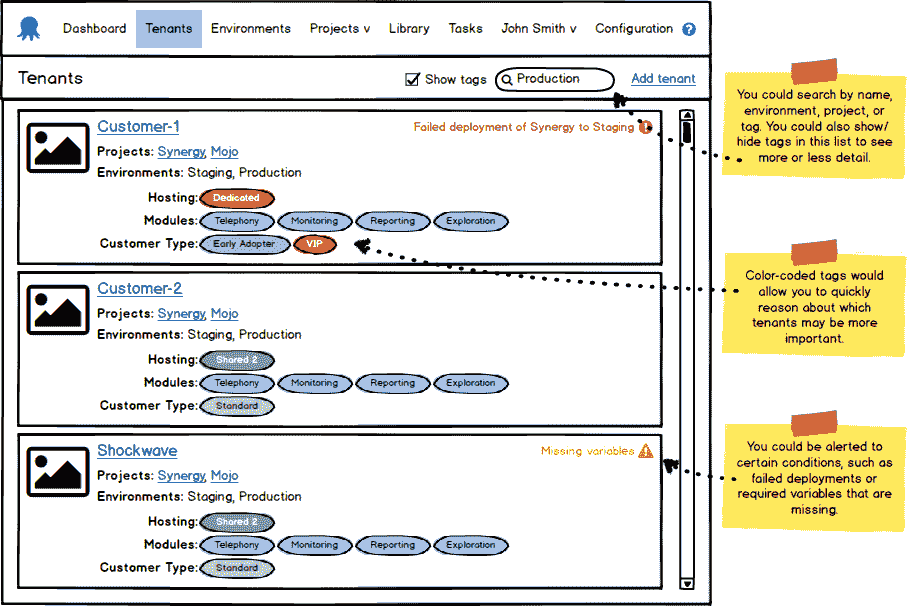 Dashboard Tenants Environments Projects v Library Tasks John Smith v Configuration ?
Tenants Show tags Production Add tenant
Customer-1 Failed deployment of Synergy to Staging !
Projects: Synergy, Mojo
Environments: Staging, Production
Hosting: Dedicated
Modules: Telephony Monitoring Reporting Exploration
Customer Type: Early Adopter VIP
Customer-2
Projects: Synergy, Mojo
Environments: Staging, Production
Hosting: Shared 2
Modules: Telephony Monitoring Reporting Exploration
Customer Type: Standard
Shockwave Missing variables
Projects: Synergy, Mojo
Environments: Staging, Production
Hosting: Shared 2
Modules: Telephony Monitoring Reporting Exploration
Customer Type: Standard
You could search by name,
environment, project, or
tag. You could also show/
hide tags in this list to see
more or less detail.
Color-coded tags would
allow you to quickly
reason about which
tenants may be more
important.
You could be alerted to
certain conditions, such as
failed deployments or
required variables that are
missing.